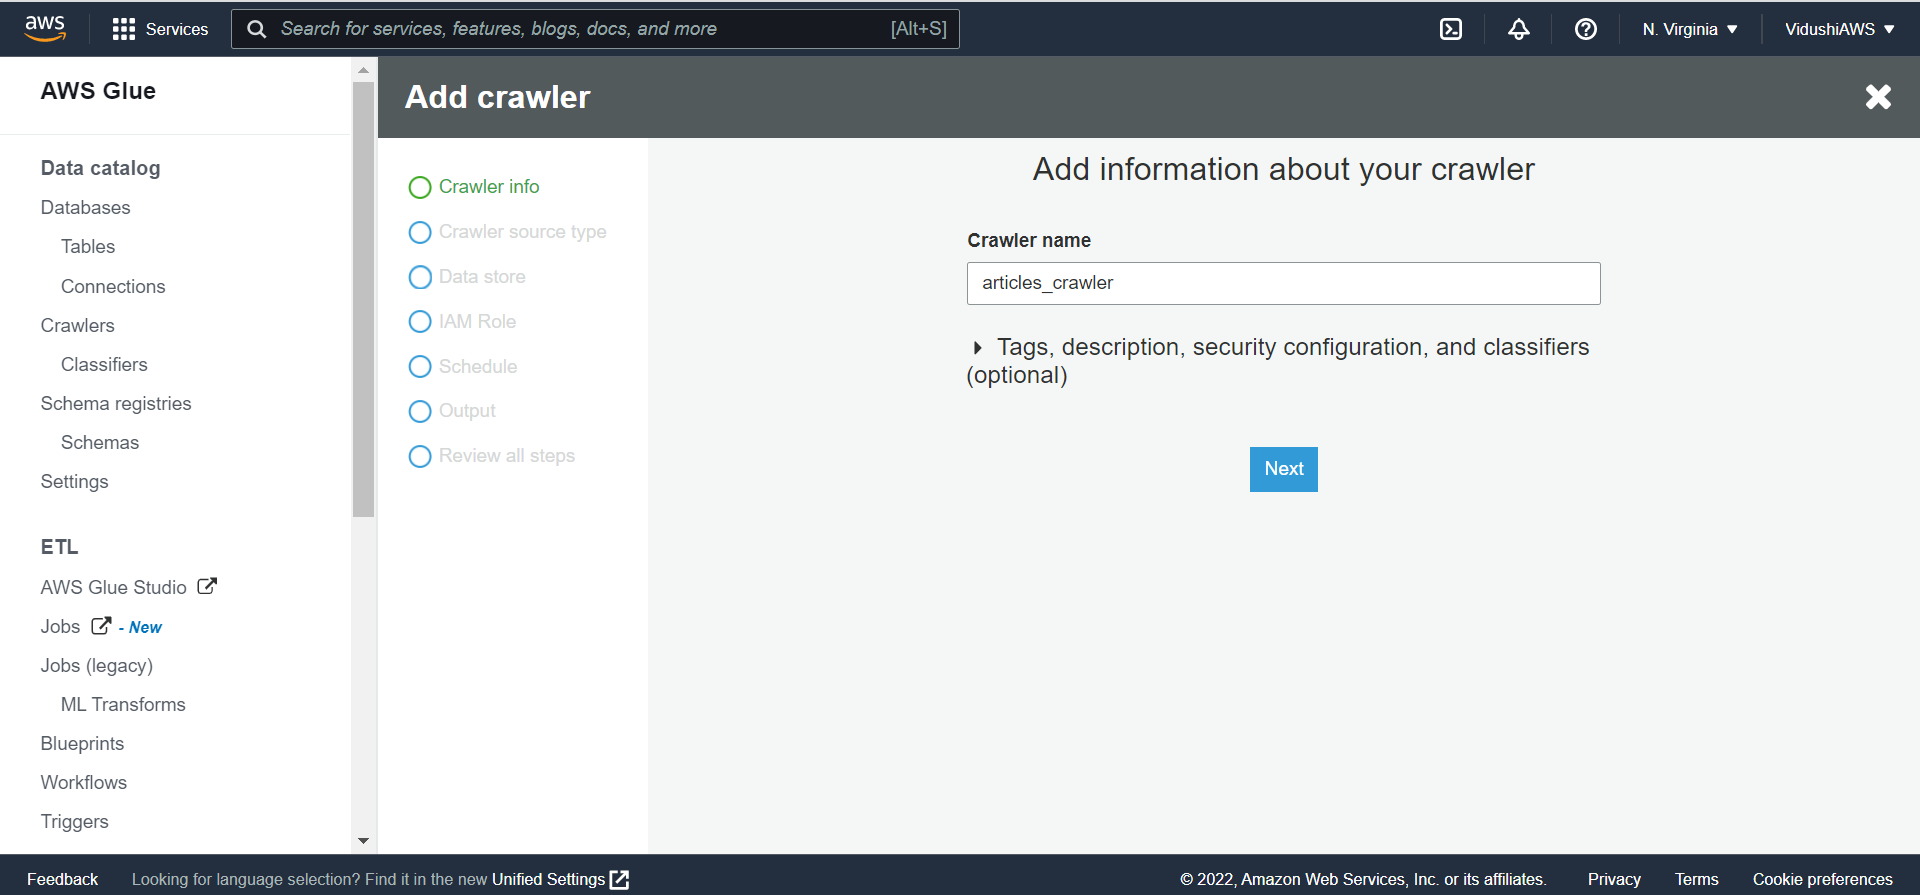 aws
Services
Search for services, features, blogs, docs, and more [Alt+S]
N. Virginia
VidushiAWS
AWS Glue
Data catalog
Databases
Tables
Connections
Crawlers
Classifiers
Schema registries
Schemas
Settings
ETL
AWS Glue Studio
Jobs - New
Jobs (legacy)
ML Transforms
Blueprints
Workflows
Triggers
Add crawler
Crawler info
Crawler source type
Data store
IAM Role
Schedule
Output
Review all steps
Add information about your crawler
Crawler name
articles_crawler
Tags, description, security configuration, and classifiers
(optional)
Next
Feedback
Looking for language selection? Find it in the new Unified Settings
© 2022, Amazon Web Services, Inc. or its affiliates.
Privacy
Terms
Cookie preferences